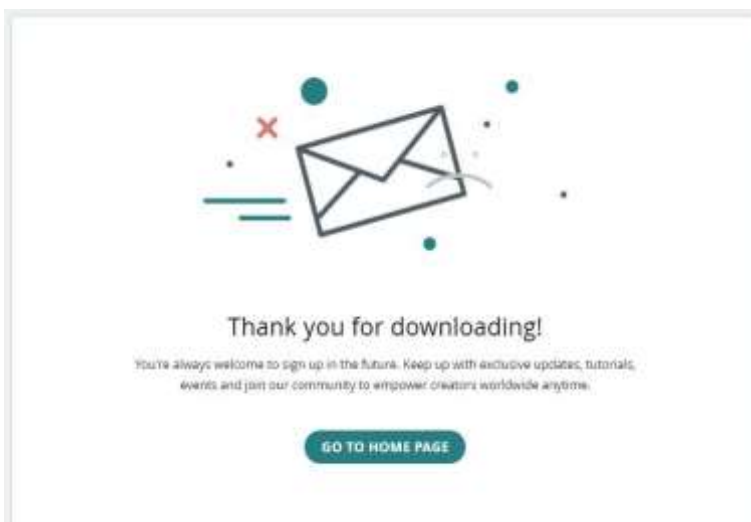 Thank you for downloading!
You're always welcome to sign up in the future. Keep up with exclusive updates, tutorials,
events and join our community to empower creators worldwide anytime.
GO TO HOME PAGE